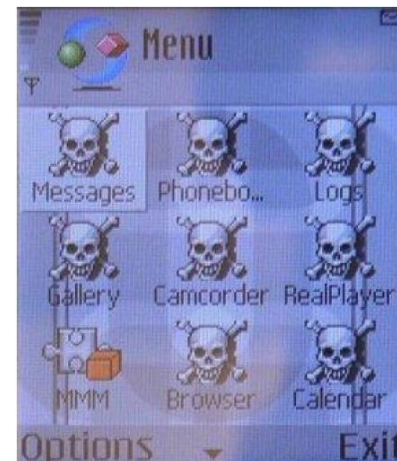 Menu
Messages Phonebo... Logs
Gallery Camcorder RealPlayer
MMM Browser Calendar
Options Exit